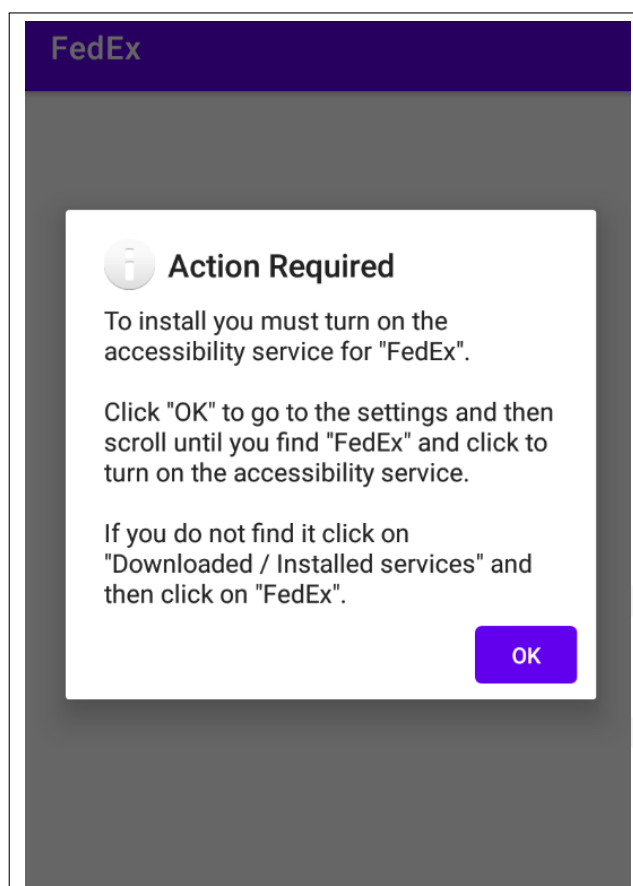 FedEx
Action Required
To install you must turn on the
accessibility service for "FedEx".
Click "OK" to go to the settings and then
scroll until you find "FedEx" and click to
turn on the accessibility service.
If you do not find it click on
"Downloaded / Installed services" and
then click on "FedEx".
OK